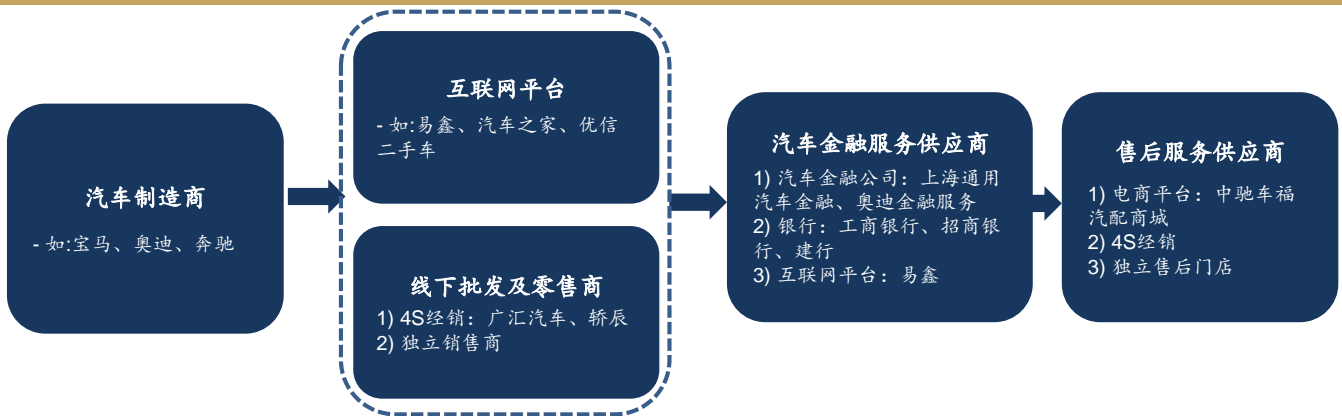 汽车制造商
- 如:宝马、奥迪、奔驰
互联网平台
- 如:易鑫、汽车之家、优信
二手车
线下批发及零售商
1) 4S经销：广汇汽车、轿辰
2) 独立销售商
汽车金融服务供应商
1) 汽车金融公司：上海通用
汽车金融、奥迪金融服务
2) 银行：工商银行、招商银
行、建行
3) 互联网平台：易鑫
售后服务供应商
1) 电商平台：中驰车福
汽配商城
2) 4S经销
3) 独立售后门店